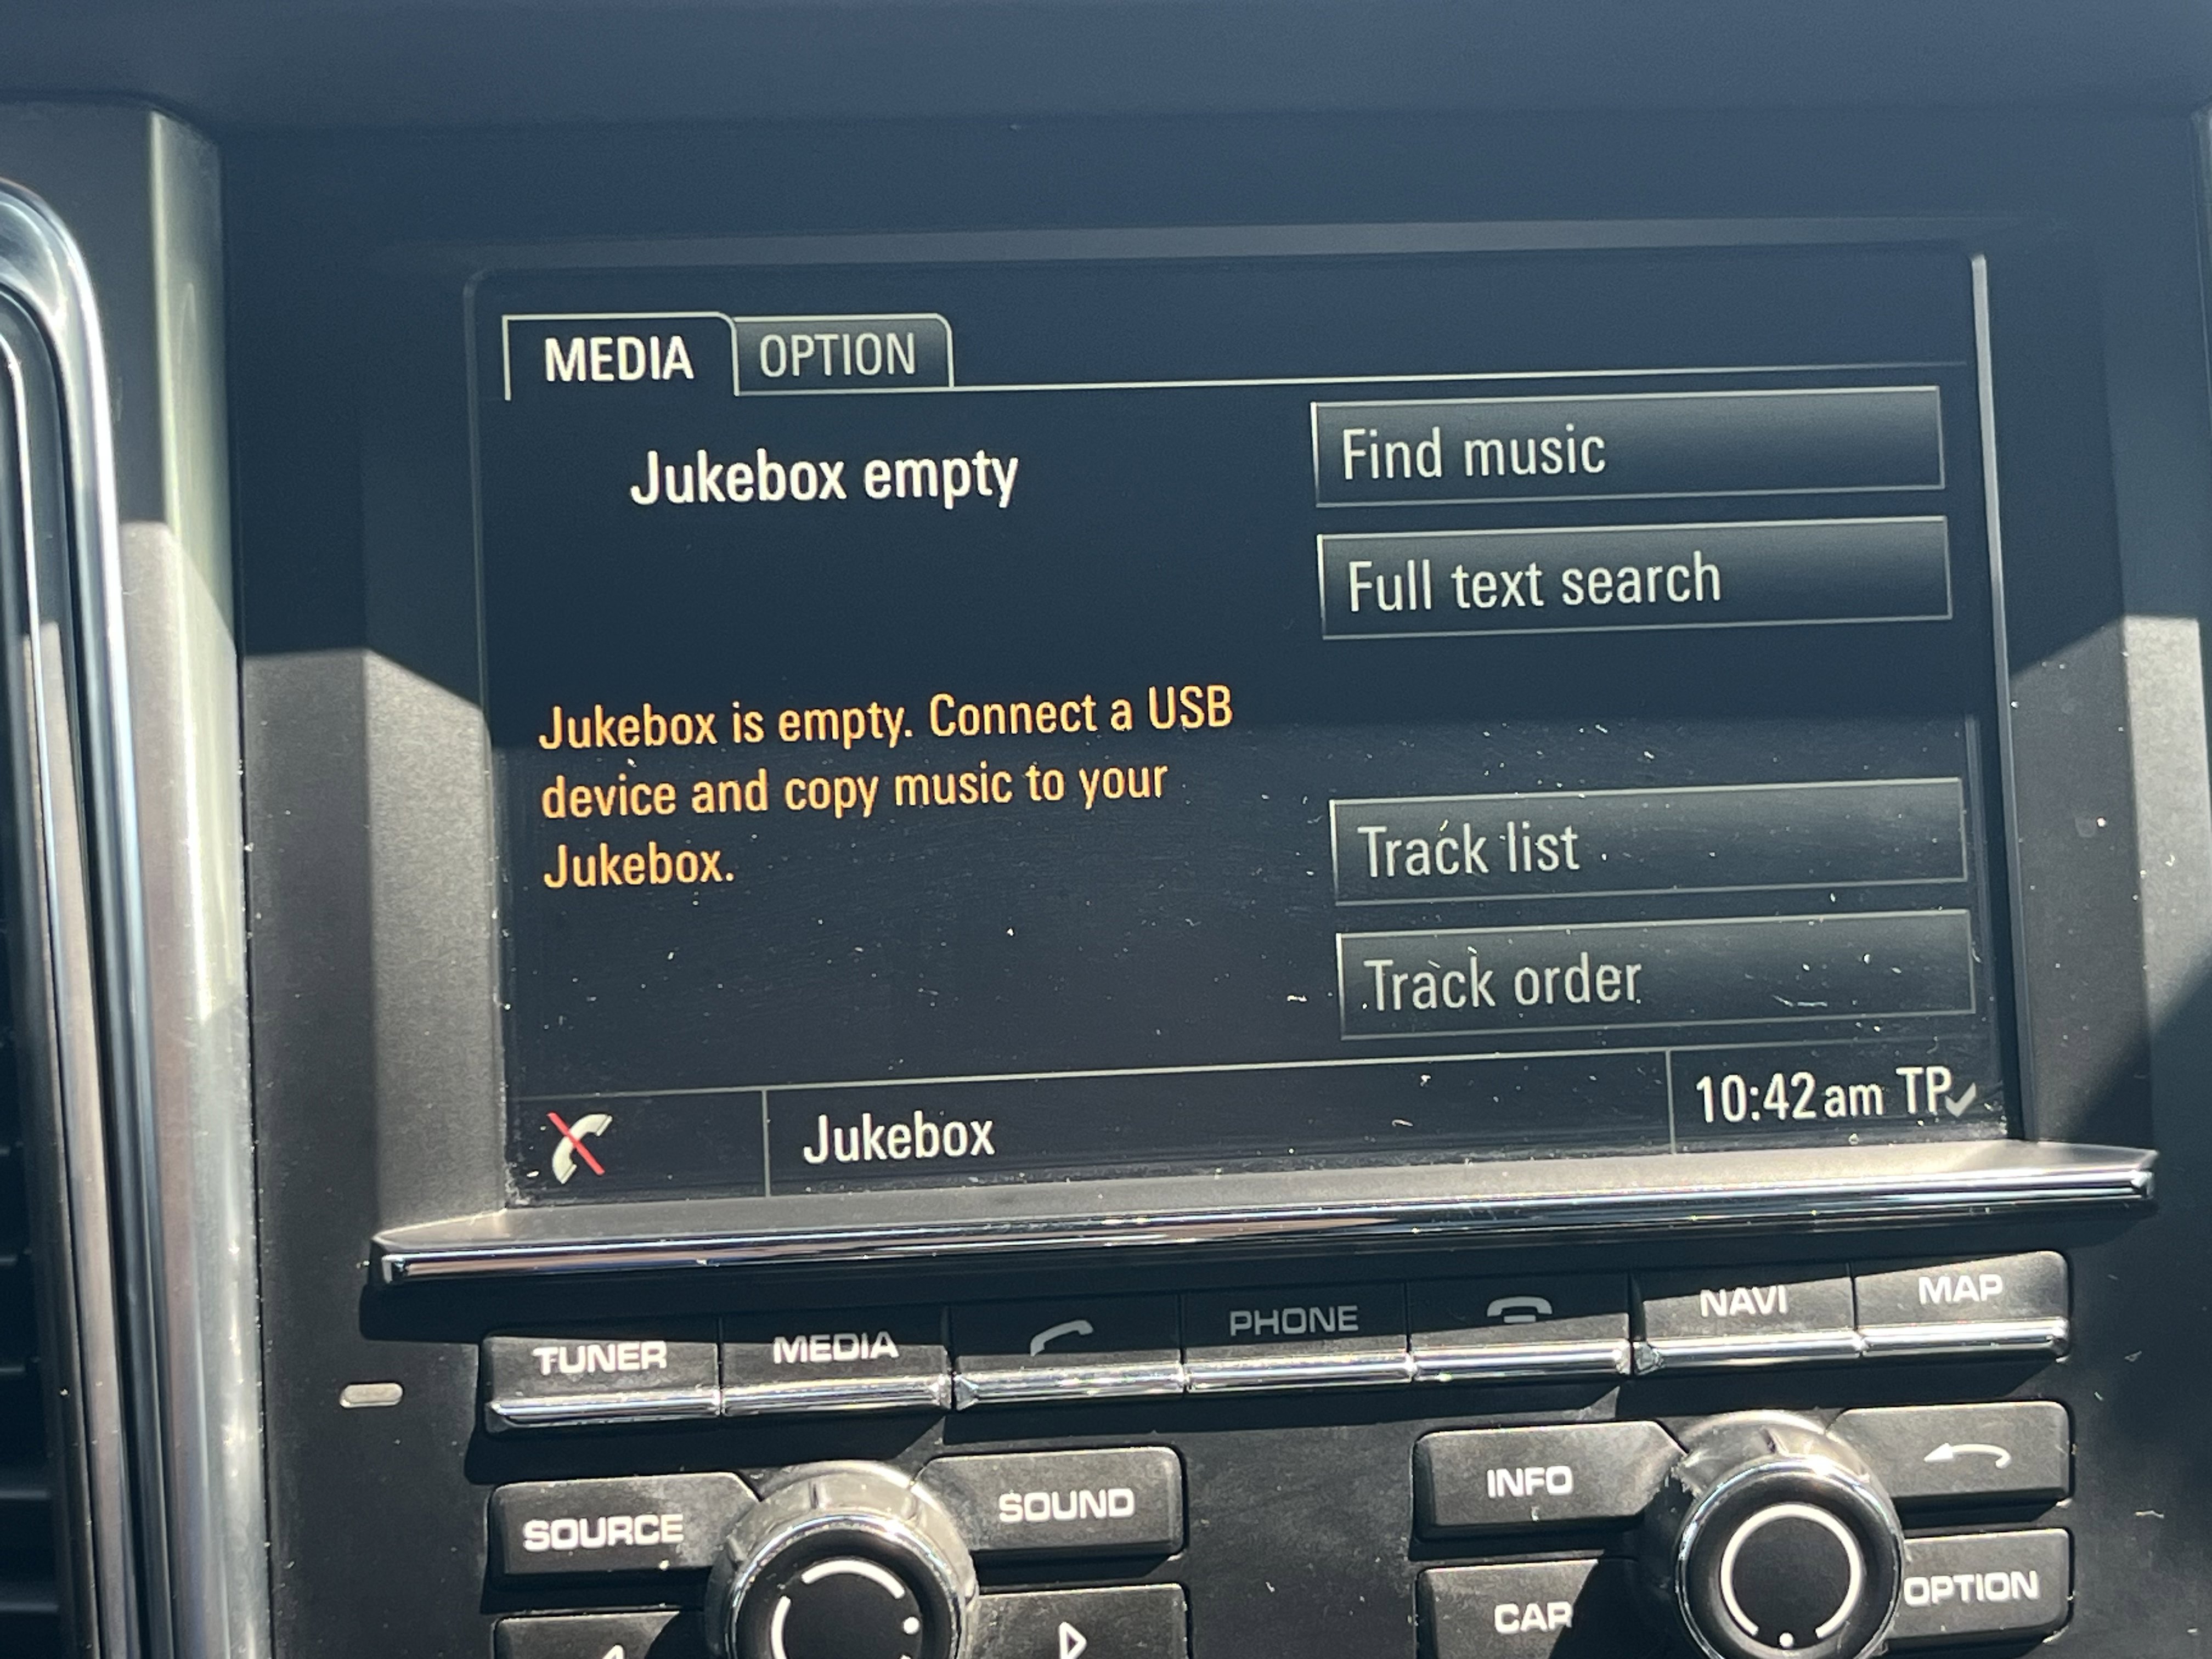 MEDIA
OPTION
Jukebox empty
Find music
Full text search
Jukebox is empty. Connect a USB
device and copy music to your
Jukebox.
Track list
Track order
Jukebox
10:42 am TP
TUNER
MEDIA
PHONE
NAVI
MAP
SOURCE
SOUND
INFO
CAR
OPTION